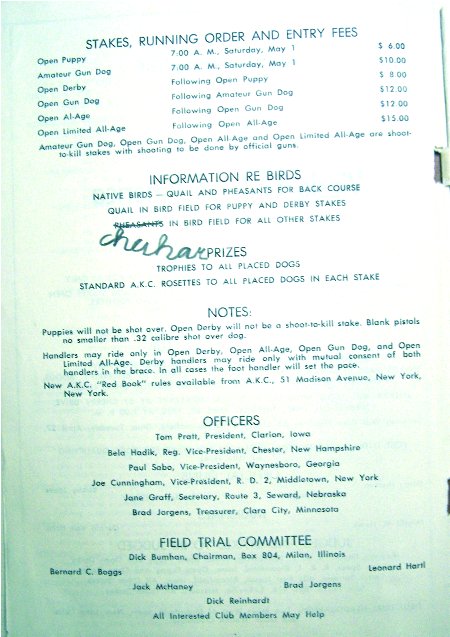 STAKES, RUNNING ORDER AND ENTRY FEES
Open Puppy 7:00 A. M., Saturday, May 1 $ 6.00
Amateur Gun Dog 7:00 A. M., Saturday, May 1 $10.00
Open Derby Following Open Puppy $ 8.00
Open Gun Dog Following Amateur Gun Dog $12.00
Open Al-Age Following Open Gun Dog $12.00
Open Limited All-Age Following Open Al-Age $15.00
Amateur Gun Dog, Open Gun Dog, Open All-Age and Open Limited All-Age are shoot-
to-kill stakes with shooting to be done by official guns.
INFORMATION RE BIRDS
NATIVE BIRDS — QUAIL AND PHEASANTS FOR BACK COURSE
QUAIL IN BIRD FIELD FOR PUPPY AND DERBY STAKES
PHEASANTS IN BIRD FIELD FOR ALL OTHER STAKES
chukar
PRIZES
TROPHIES TO ALL PLACED DOGS
STANDARD A.K.C. ROSETTES TO ALL PLACED DOGS IN EACH STAKE
NOTES:
Puppies will not be shot over. Open Derby will not be a shoot-to-kill stake. Blank pistols
no smaller than .32 calibre shot over dog.
Handlers may ride only in Open Derby, Open All-Age, Open Gun Dog, and Open
Limited All-Age. Derby handlers may ride only with mutual consent of both
handlers in the brace. In all cases the foot handler will set the pace.
New A.K.C. "Red Book" rules available from A.K.C., 51 Madison Avenue, New York,
New York.
OFFICERS
Tom Pratt, President, Clarion, Iowa
Bela Hadik, Reg. Vice-President, Chester, New Hampshire
Paul Sabo, Vice-President, Waynesboro, Georgia
Joe Cunningham, Vice-President, R. D. 2, Middletown, New York
Jane Graff, Secretary, Route 3, Seward, Nebraska
Brad Jorgens, Treasurer, Clara City, Minnesota
FIELD TRIAL COMMITTEE
Dick Bumhan, Chairman, Box 804, Milan, Illinois
Bernard C. Boggs Leonard Hartl
Jack McHaney Brad Jorgens
Dick Reinhardt
All Interested Club Members May Help